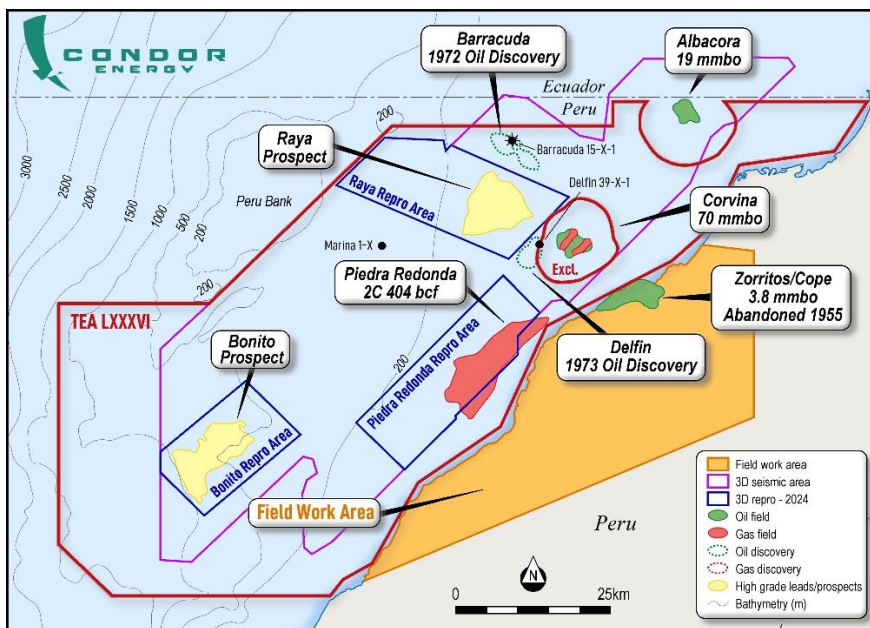 CONDOR
ENERGY
Barracuda
1972 Oil Discovery
Albacora
19 mmbo
Ecuador
Peru
200
3000
2500
2000
1500
1000
500
200
Raya
Prospect
Barracuda 15-X-1
Raya Repro Area
Peru Bank
Delfin 39-X-1
Corvina
70 mmbo
Marina 1-X
Excl.
Piedra Redonda
2C 404 bcf
Zorritos/Cope
3.8 mmbo
Abandoned 1955
200
TEA LXXXVI
Bonito
Prospect
200
Delfin
1973 Oil Discovery
Piedra Redonda Repro Area
Bonito Repro Area
Field Work Area
Peru
N
0
25km
Field work area
3D seismic area
3D repro - 2024
Oil field
Gas field
Oil discovery
Gas discovery
High grade leads/prospects
Bathymetry (m)